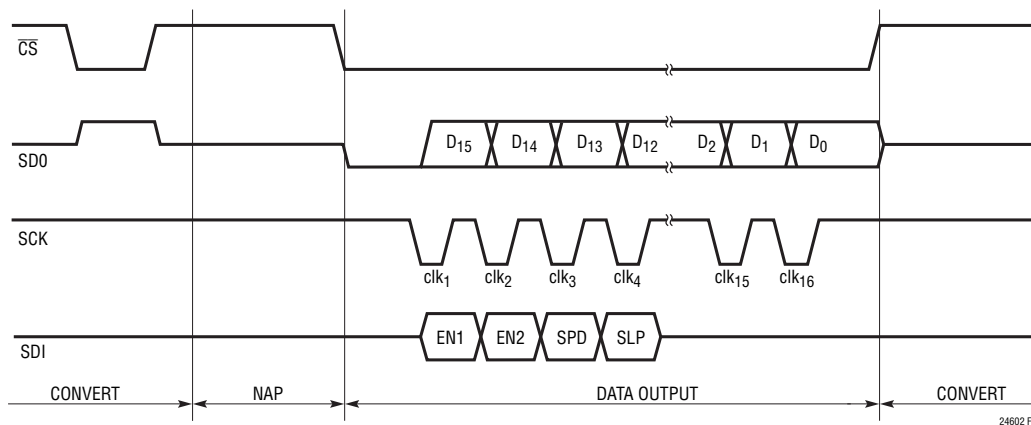 CS
SD0
D15 D14 D13 D12 D2 D1 D0
SCK
clk1 clk2 clk3 clk4 clk15 clk16
SDI
EN1 EN2 SPD SLP
CONVERT NAP DATA OUTPUT CONVERT
24602 F